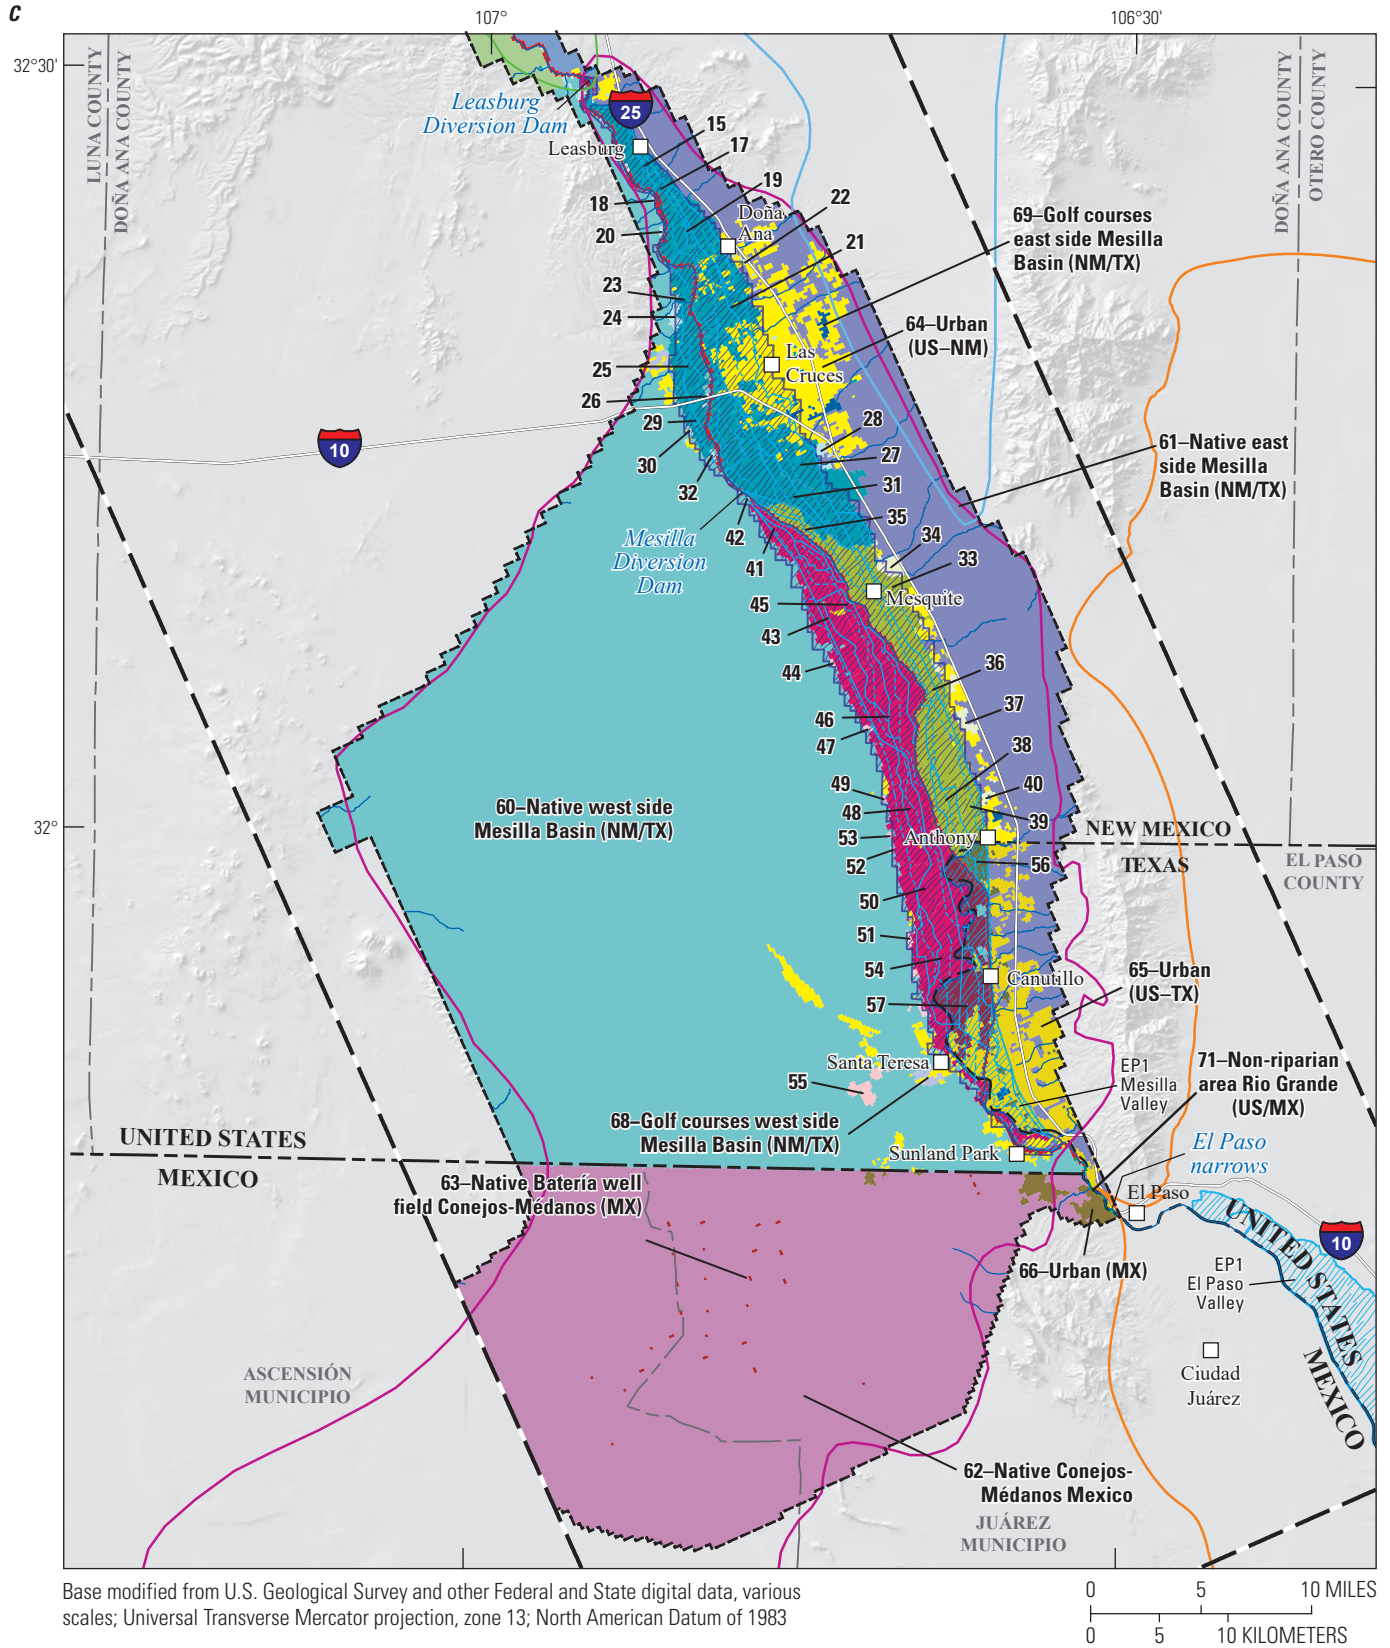 C
107°
106°30'
32°30'
LUNA COUNTY
DOÑA ANA COUNTY
DOÑA ANA COUNTY
OTERO COUNTY
Leasburg
Diversion Dam
25
Leasburg
15
17
19
18
20
Doña
Ana
22
21
69–Golf courses
east side Mesilla
Basin (NM/TX)
23
24
64–Urban
(US–NM)
25
Las
Cruces
26
29
28
10
30
27
61–Native east
side Mesilla
Basin (NM/TX)
32
31
35
Mesilla
Diversion
Dam
42
34
41
33
45
Mesquite
43
44
36
46
37
47
38
49
40
48
39
60–Native west side
Mesilla Basin (NM/TX)
32°
53
Anthony
NEW MEXICO
TEXAS
EL PASO
COUNTY
52
56
50
51
54
Canutillo
65–Urban
(US–TX)
57
Santa Teresa
EP1
Mesilla
Valley
71–Non-riparian
area Rio Grande
(US/MX)
55
68–Golf courses west side
Mesilla Basin (NM/TX)
El Paso
narrows
UNITED STATES
MEXICO
Sunland Park
63–Native Batería well
field Conejos-Médanos (MX)
El Paso
UNITED STATES
MEXICO
10
66–Urban (MX)
EP1
El Paso
Valley
ASCENSIÓN
MUNICIPIO
Ciudad
Juárez
62–Native Conejos-
Médanos Mexico
JUÁREZ
MUNICIPIO
Base modified from U.S. Geological Survey and other Federal and State digital data, various
scales; Universal Transverse Mercator projection, zone 13; North American Datum of 1983
0 5 10 MILES
0 5 10 KILOMETERS